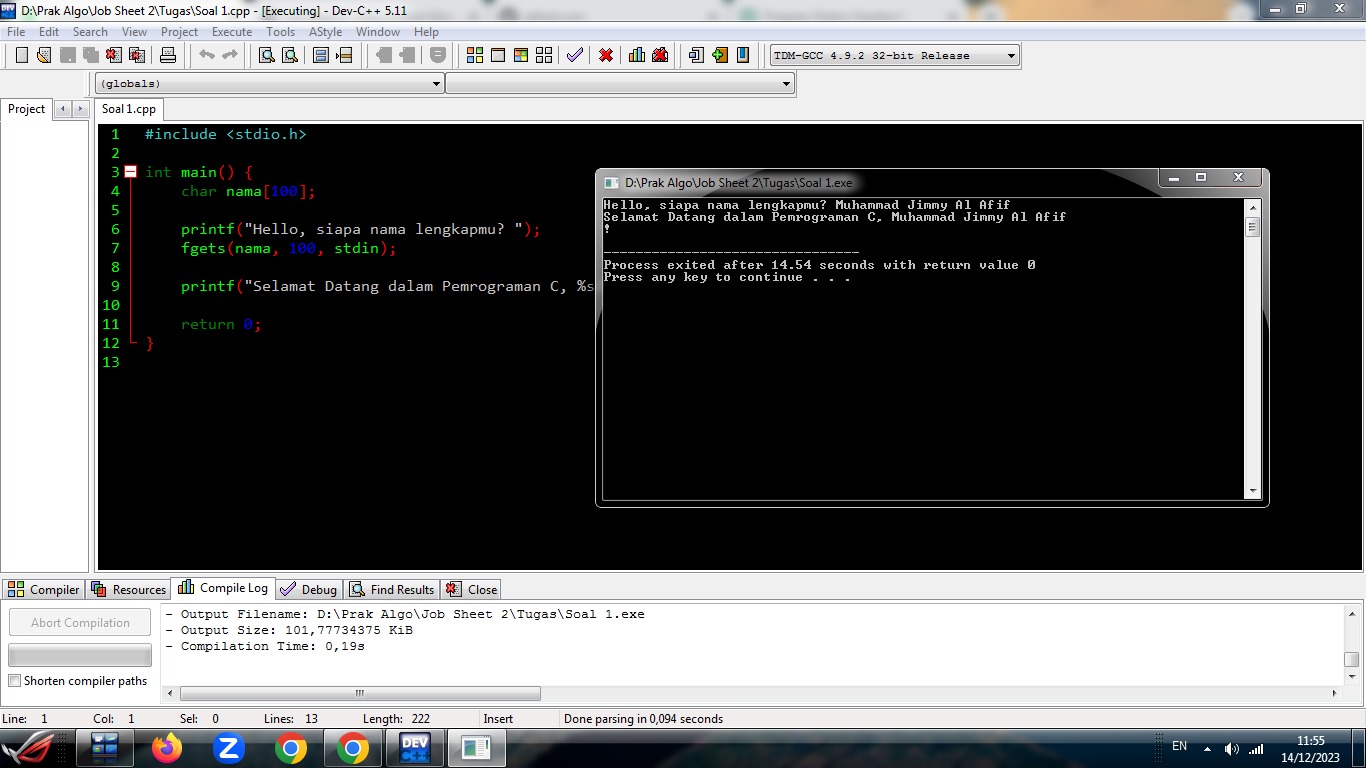 D:\Prak Algo\Job Sheet 2\Tugas\Soal 1.cpp - [Executing] - Dev-C++ 5.11
File Edit Search View Project Execute Tools AStyle Window Help
TDM-GCC 4.9.2 32-bit Release
(globals)
Project
Soal 1.cpp
1 #include <stdio.h>
2
3 int main() {
4 char nama[100];
5
6 printf("Hello, siapa nama lengkapmu? ");
7 fgets(nama, 100, stdin);
8
9 printf("Selamat Datang dalam Pemrograman C, %s
10
11 return 0;
12 }
13
D:\Prak Algo\Job Sheet 2\Tugas\Soal 1.exe
Hello, siapa nama lengkapmu? Muhammad Jimmy Al Afif
Selamat Datang dalam Pemrograman C, Muhammad Jimmy Al Afif
!
--------------------------------
Process exited after 14.54 seconds with return value 0
Press any key to continue . . .
Compiler Resources Compile Log Debug Find Results Close
Abort Compilation
Shorten compiler paths
- Output Filename: D:\Prak Algo\Job Sheet 2\Tugas\Soal 1.exe
- Output Size: 101,77734375 KiB
- Compilation Time: 0,19s
Line: 1 Col: 1 Sel: 0 Lines: 13 Length: 222 Insert Done parsing in 0,094 seconds
Z
DEV
C++
EN
11:55
14/12/2023